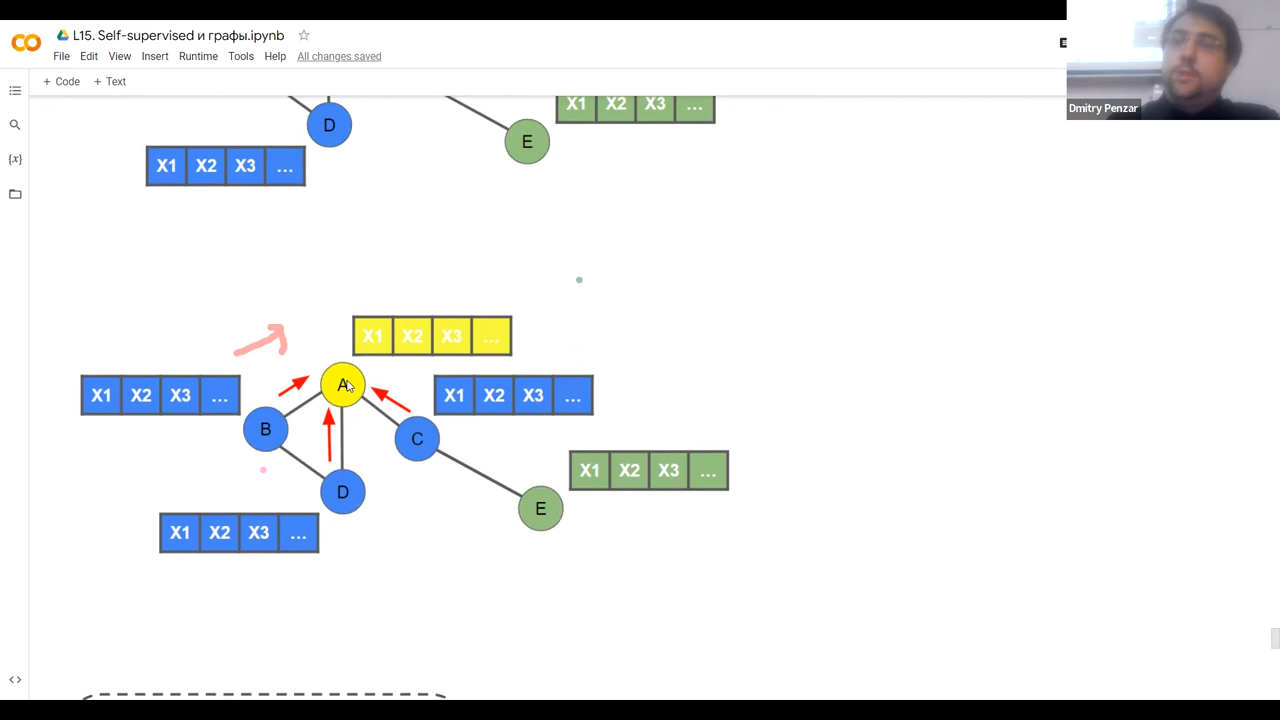 L15. Self-supervised и графы.ipynb
File Edit View Insert Runtime Tools Help All changes saved
+ Code + Text
Dmitry Penzar
X1 X2 X3 ...
D
E
X1 X2 X3 ...
{x}
X1 X2 X3 ...
A
X1 X2 X3 ...
X1 X2 X3 ...
B
C
X1 X2 X3 ...
D
E
X1 X2 X3 ...